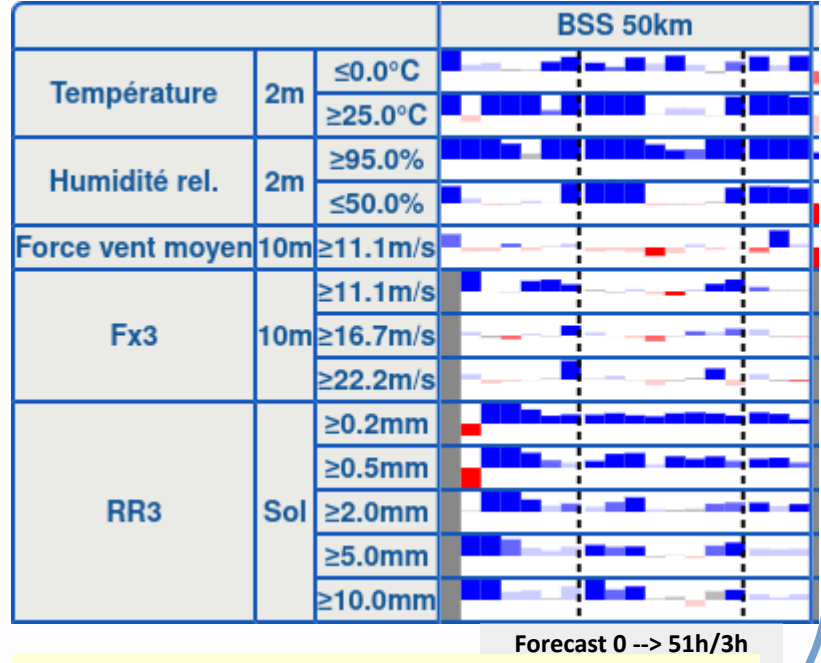 BSS 50km
Température 2m ≤0.0°C
≥25.0°C
Humidité rel. 2m ≥95.0%
≤50.0%
Force vent moyen 10m ≥11.1m/s
Fx3 10m ≥11.1m/s
≥16.7m/s
≥22.2m/s
RR3 Sol ≥0.2mm
≥0.5mm
≥2.0mm
≥5.0mm
≥10.0mm
Forecast 0 --> 51h/3h